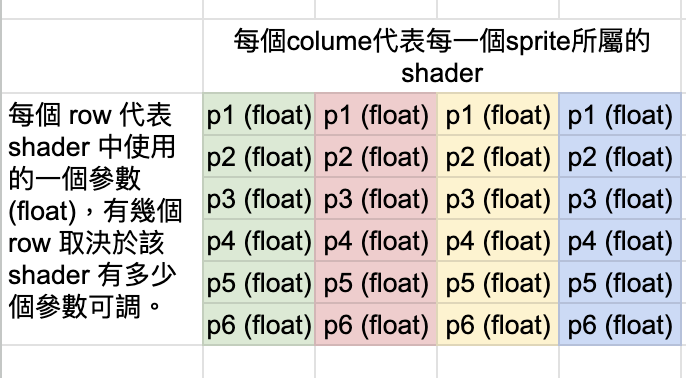 每個colume代表每一個sprite所屬的
shader
每個 row 代表
shader 中使用
的一個參數
(float)，有幾個
row 取決於該
shader 有多少
個參數可調。
p1 (float) p1 (float) p1 (float) p1 (float)
p2 (float) p2 (float) p2 (float) p2 (float)
p3 (float) p3 (float) p3 (float) p3 (float)
p4 (float) p4 (float) p4 (float) p4 (float)
p5 (float) p5 (float) p5 (float) p5 (float)
p6 (float) p6 (float) p6 (float) p6 (float)